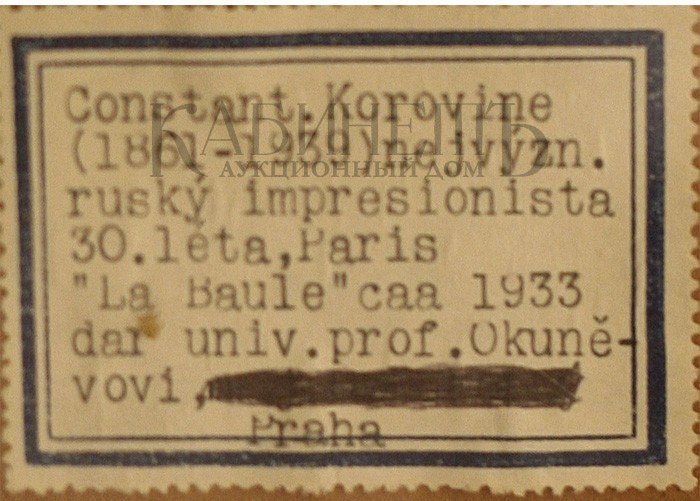 Constant.Korovine
(1861-1939)nejvýzn.
ruský impresionista
30.léta,Paris
"La Baule"caa 1933
dar univ.prof.Okuně-
vovi,
Praha
КАБИНЕТЪ
АУКЦИОННЫЙ ДОМ